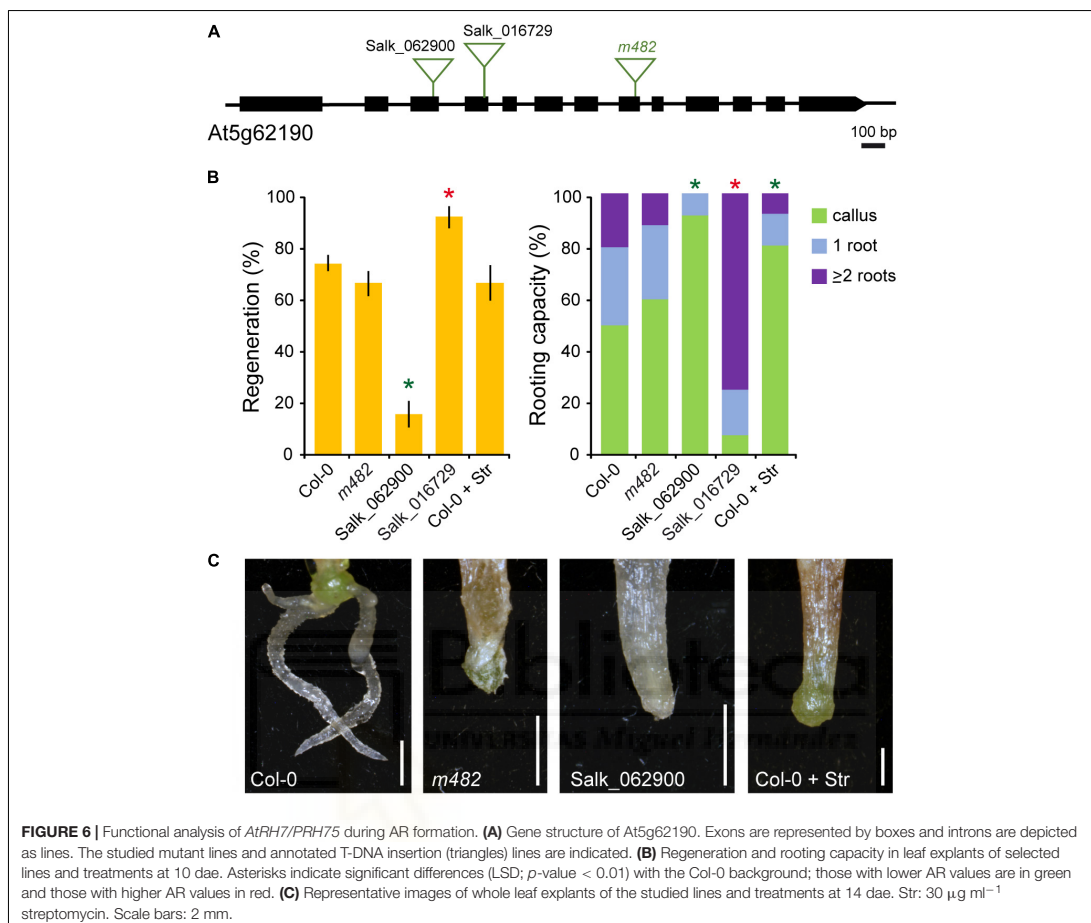 A
Salk_062900
Salk_016729
m482
At5g62190
100 bp
B
Regeneration (%)
100
80
60
40
20
0
*
*
Col-0
m482
Salk_062900
Salk_016729
Col-0 + Str
Rooting capacity (%)
100
80
60
40
20
0
*
*
*
Col-0
m482
Salk_062900
Salk_016729
Col-0 + Str
callus
1 root
≥2 roots
C
Col-0
m482
Salk_062900
Col-0 + Str
Biblioteca
UNIVERSITAS Miguel Hernández
FIGURE 6 | Functional analysis of AtRH7/PRH75 during AR formation. (A) Gene structure of At5g62190. Exons are represented by boxes and introns are depicted
as lines. The studied mutant lines and annotated T-DNA insertion (triangles) lines are indicated. (B) Regeneration and rooting capacity in leaf explants of selected
lines and treatments at 10 dae. Asterisks indicate significant differences (LSD; p-value < 0.01) with the Col-0 background; those with lower AR values are in green
and those with higher AR values in red. (C) Representative images of whole leaf explants of the studied lines and treatments at 14 dae. Str: 30 μg ml−1
streptomycin. Scale bars: 2 mm.